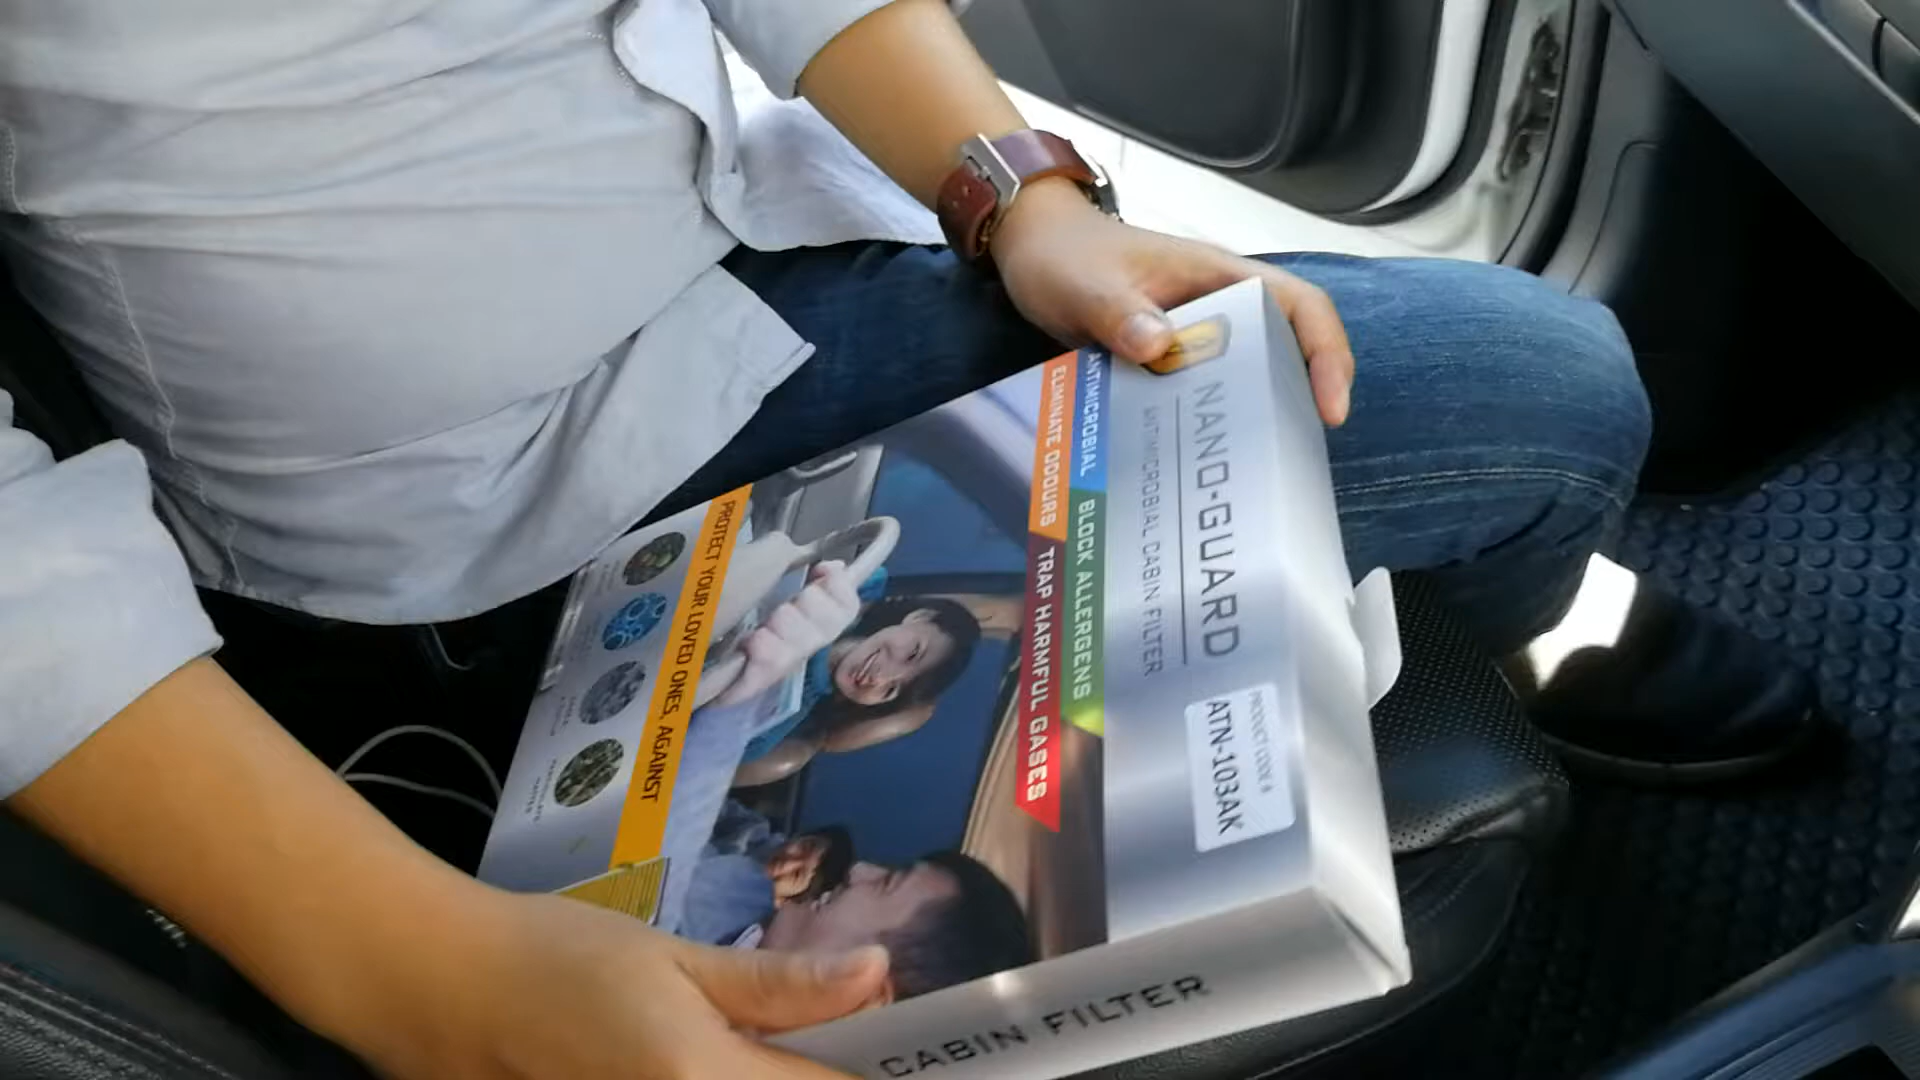 NANO-GUARD
ANTIMICROBIAL CABIN FILTER
PRODUCT CODE #
ATN-103AK
ANTIMICROBIAL
BLOCK ALLERGENS
ELIMINATE ODOURS
TRAP HARMFUL GASES
PROTECT YOUR LOVED ONES, AGAINST
CABIN FILTER